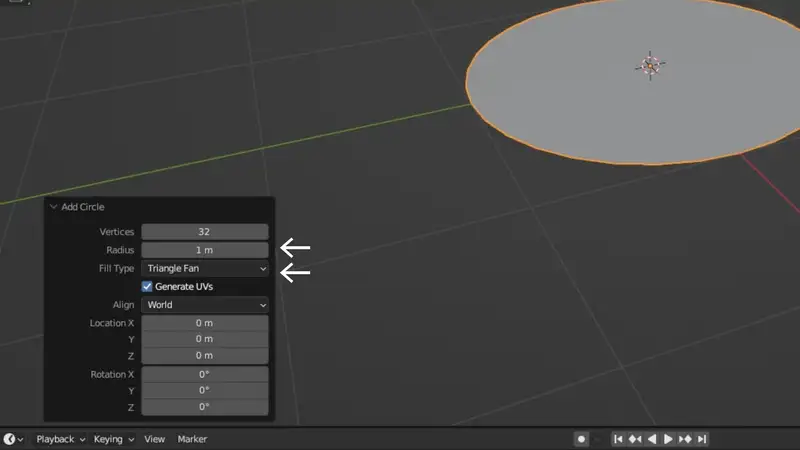 Add Circle
Vertices 32
Radius 1 m
Fill Type Triangle Fan
Generate UVs
Align World
Location X 0 m
Y 0 m
Z 0 m
Rotation X 0°
Y 0°
Z 0°
Playback Keying View Marker